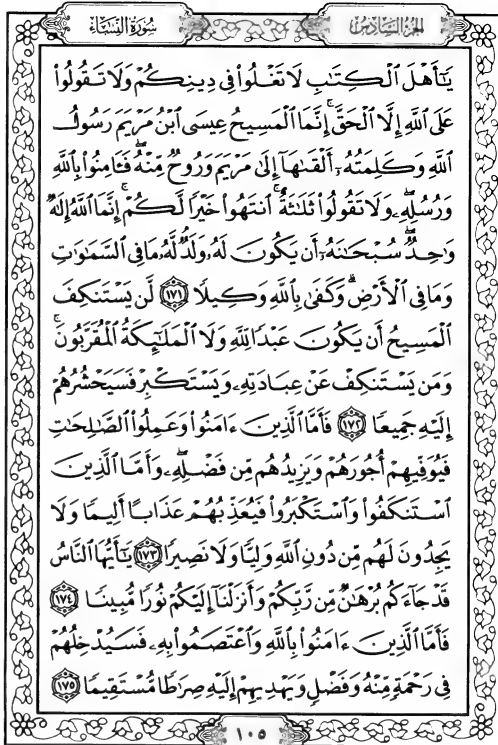 الجزء السادس
سورة النساء
يَٰٓأَهْلَ ٱلْكِتَٰبِ لَا تَغْلُوا۟ فِى دِينِكُمْ وَلَا تَقُولُوا۟
عَلَى ٱللَّهِ إِلَّا ٱلْحَقَّ ۚ إِنَّمَا ٱلْمَسِيحُ عِيسَى ٱبْنُ مَرْيَمَ رَسُولُ
ٱللَّهِ وَكَلِمَتُهُۥٓ أَلْقَىٰهَآ إِلَىٰ مَرْيَمَ وَرُوحٌ مِّنْهُ ۖ فَـَٔامِنُوا۟ بِٱللَّهِ
وَرُسُلِهِۦ ۖ وَلَا تَقُولُوا۟ ثَلَٰثَةٌ ۚ ٱنتَهُوا۟ خَيْرًا لَّكُمْ ۚ إِنَّمَا ٱللَّهُ إِلَٰهٌ
وَٰحِدٌ ۖ سُبْحَٰنَهُۥٓ أَن يَكُونَ لَهُۥ وَلَدٌ ۘ لَّهُۥ مَا فِى ٱلسَّمَٰوَٰتِ
وَمَا فِى ٱلْأَرْضِ ۗ وَكَفَىٰ بِٱللَّهِ وَكِيلًا ١٧١ لَّن يَسْتَنكِفَ
ٱلْمَسِيحُ أَن يَكُونَ عَبْدًا لِّلَّهِ وَلَا ٱلْمَلَٰٓئِكَةُ ٱلْمُقَرَّبُونَ ۚ
وَمَن يَسْتَنكِفْ عَنْ عِبَادَتِهِۦ وَيَسْتَكْبِرْ فَسَيَحْشُرُهُمْ
إِلَيْهِ جَمِيعًا ١٧٢ فَأَمَّا ٱلَّذِينَ ءَامَنُوا۟ وَعَمِلُوا۟ ٱلصَّٰلِحَٰتِ
فَيُوَفِّيهِمْ أُجُورَهُمْ وَيَزِيدُهُم مِّن فَضْلِهِۦ ۖ وَأَمَّا ٱلَّذِينَ
ٱسْتَنكَفُوا۟ وَٱسْتَكْبَرُوا۟ فَيُعَذِّبُهُمْ عَذَابًا أَلِيمًا وَلَا
يَجِدُونَ لَهُم مِّن دُونِ ٱللَّهِ وَلِيًّا وَلَا نَصِيرًا ١٧٣ يَٰٓأَيُّهَا ٱلنَّاسُ
قَدْ جَآءَكُم بُرْهَٰنٌ مِّن رَّبِّكُمْ وَأَنزَلْنَآ إِلَيْكُمْ نُورًا مُّبِينًا ١٧٤
فَأَمَّا ٱلَّذِينَ ءَامَنُوا۟ بِٱللَّهِ وَٱعْتَصَمُوا۟ بِهِۦ فَسَيُدْخِلُهُمْ
فِى رَحْمَةٍ مِّنْهُ وَفَضْلٍ وَيَهْدِيهِمْ إِلَيْهِ صِرَٰطًا مُّسْتَقِيمًا ١٧٥
١٠٥